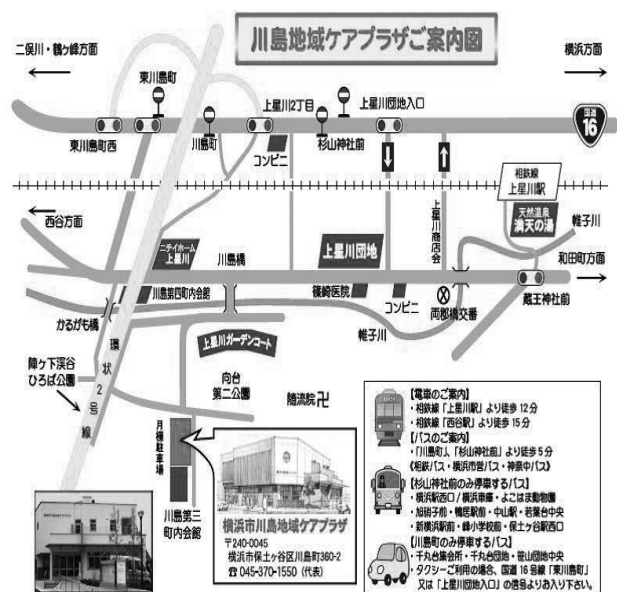 川島地域ケアプラザご案内図
二俣川・鶴ヶ峰方面
横浜方面
東川島町
上星川2丁目
上星川団地入口
国道
16
東川島町西
川島町
コンビニ
杉山神社前
相鉄線
上星川駅
西谷方面
上星川商店会
天然温泉
満天の湯
帷子川
ニチイホーム
上星川
川島橋
上星川団地
和田町方面
川島第四町内会館
篠崎医院
コンビニ
両郡橋交番
蔵王神社前
かるがも橋
帷子川
環状2号線
上星川ガーデンコート
陣ヶ下渓谷
ひろば公園
向台
第二公園
随流院卍
月極駐車場
川島第三
町内会館
横浜市川島地域ケアプラザ
〒240-0045
横浜市保土ヶ谷区川島町360-2
☎ 045-370-1550（代表）
【電車のご案内】
・相鉄線「上星川駅」より徒歩12分
・相鉄線「西谷駅」より徒歩15分
【バスのご案内】
・「川島町」、「杉山神社前」より徒歩5分
《相鉄バス・横浜市営バス・神奈中バス》
【杉山神社前のみ停車するバス】
・横浜駅西口/横浜車庫・よこはま動物園
・旭硝子前・鴨居駅前・中山駅・若葉台中央
・新横浜駅前・峰小学校前・保土ヶ谷駅西口
【川島町のみ停車するバス】
・千丸台集会所・千丸台団地・笹山団地中央
・タクシーご利用の場合、国道16号線「東川島町」
又は「上星川団地入口」の信号よりお入り下さい。